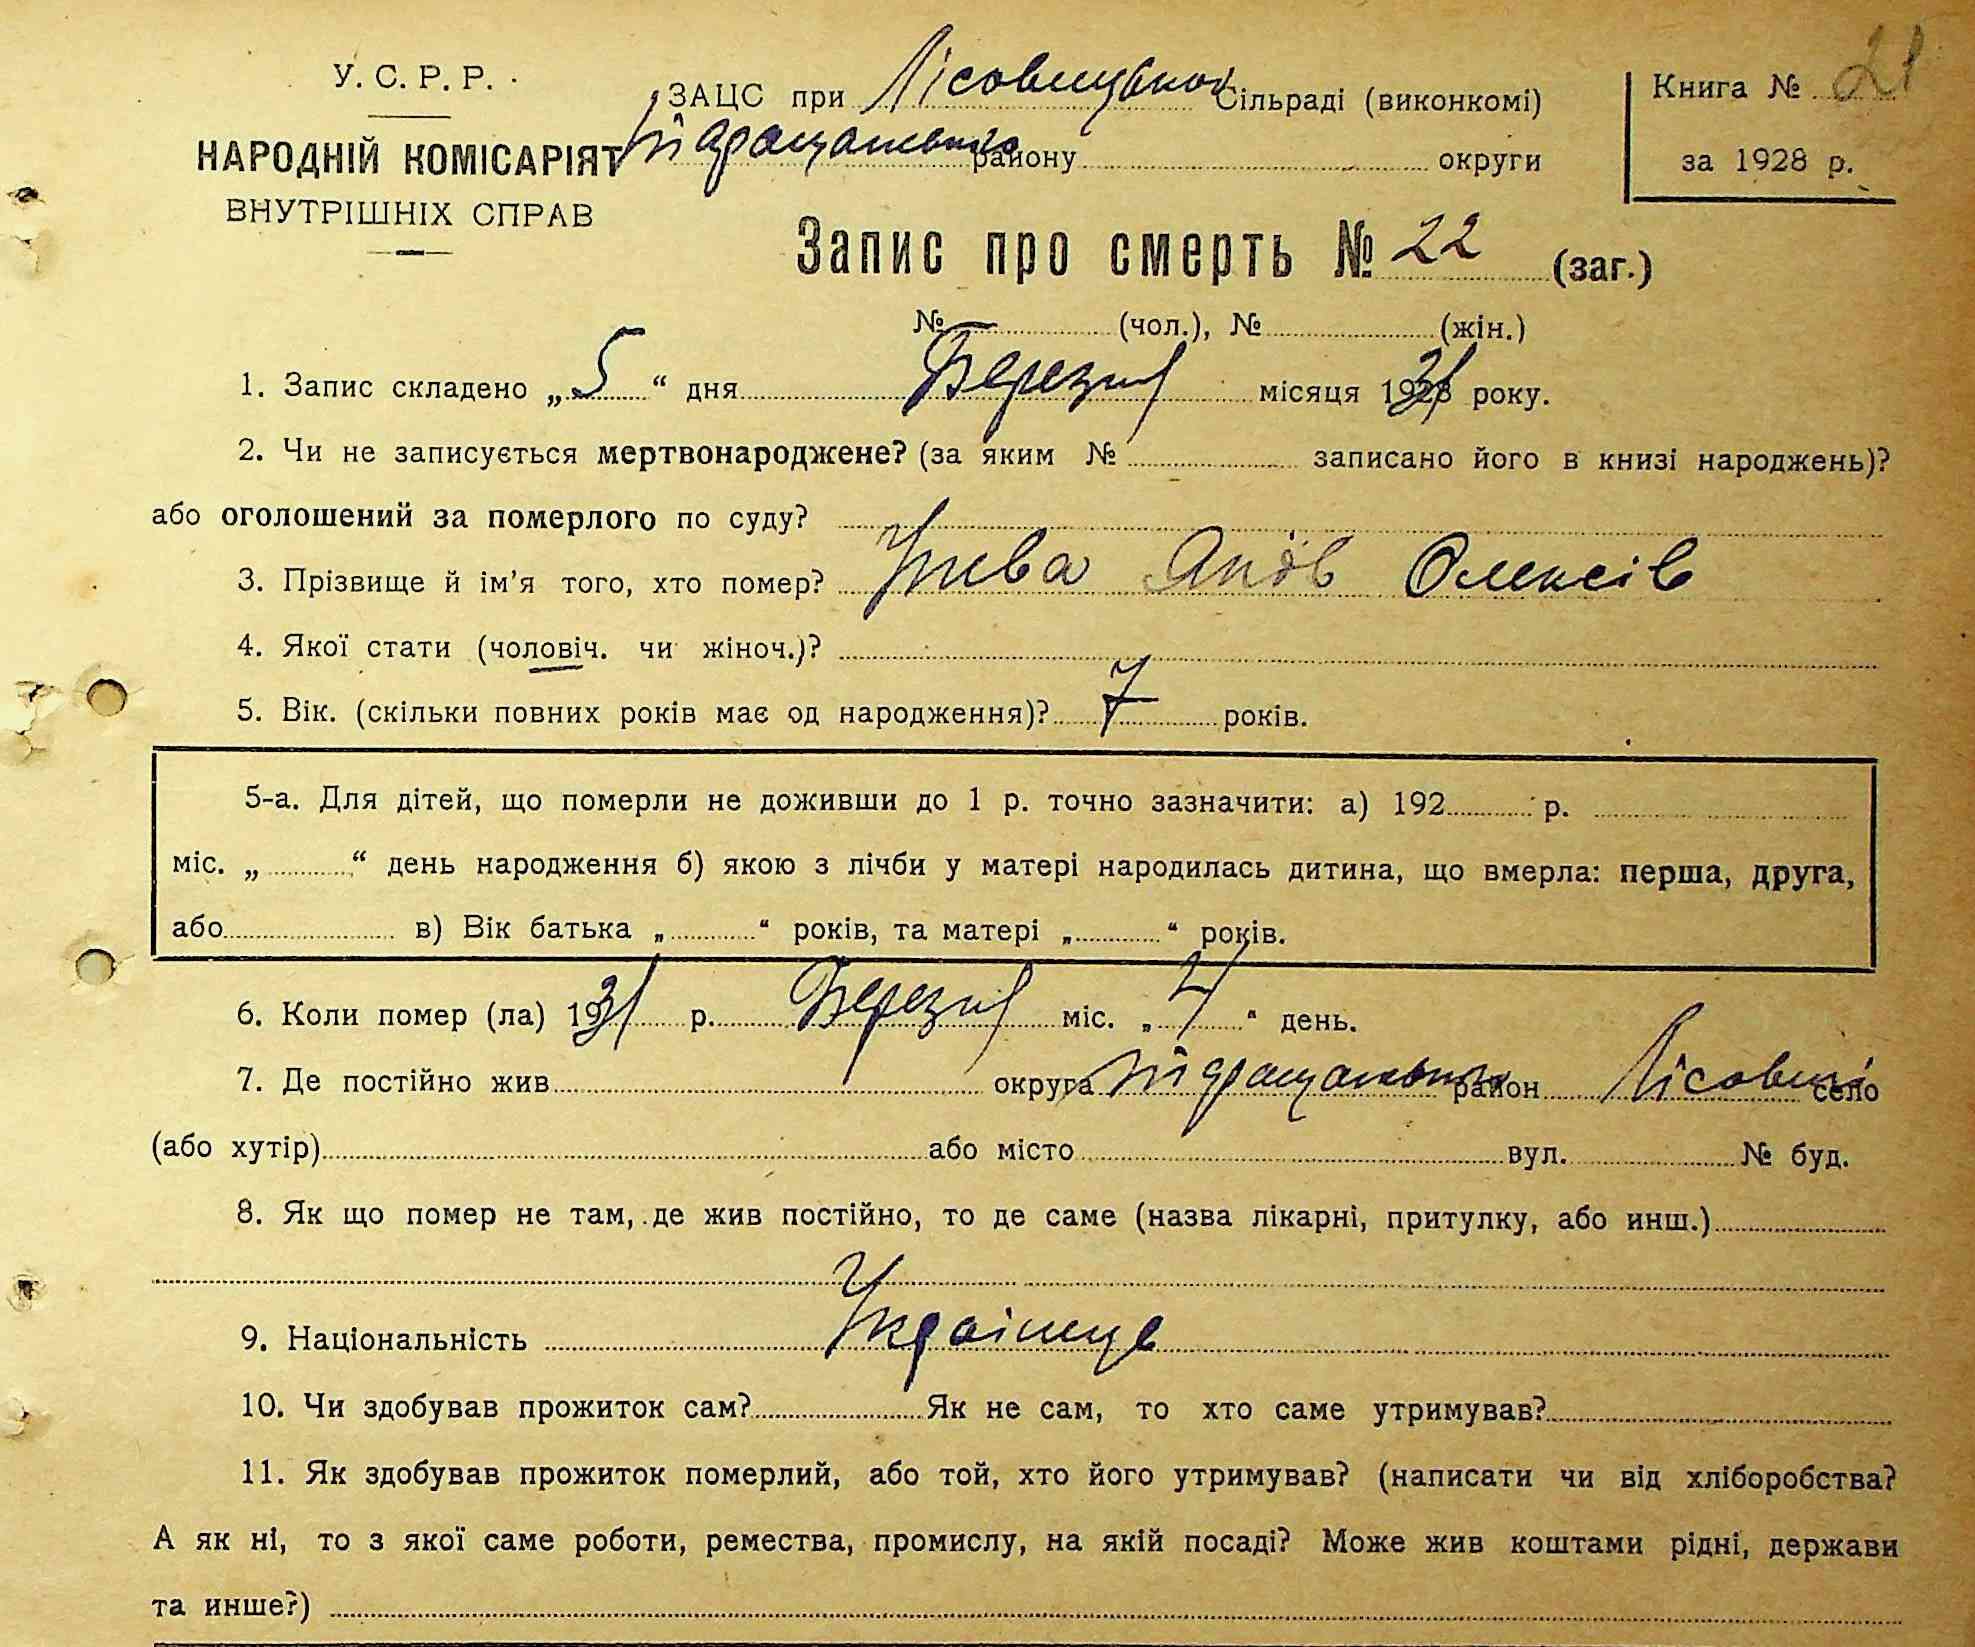 У. С. Р. Р.
НАРОДНІЙ КОМІСАРІЯТ
ВНУТРІШНІХ СПРАВ
ЗАЦС при Лісовицької Сільраді (виконкомі)
району округи
Книга № 21
за 1928 р.
Запис про смерть № 22 (заг.)
№ (чол.), № (жін.)
1. Запис складено „5“ дня Березня місяця 1931 року.
2. Чи не записується мертвонароджене? (за яким № записано його в книзі народжень)?
або оголошений за померлого по суду?
3. Прізвище й ім’я того, хто помер? Яків Олексів
4. Якої стати (чоловіч. чи жіноч.)?
5. Вік. (скільки повних років має од народження)? 7 років.
5-а. Для дітей, що померли не доживши до 1 р. точно зазначити: а) 192 р.
міс. „ “ день народження б) якою з лічби у матері народилась дитина, що вмерла: перша, друга,
або в) Вік батька „ “ років, та матері „ “ років.
6. Коли помер (ла) 1931 р. Березня міс. „4“ день.
7. Де постійно жив округа район Лісовичі село
(або хутір) або місто вул. № буд.
8. Як що помер не там, де жив постійно, то де саме (назва лікарні, притулку, або инш.)
9. Національність Українець
10. Чи здобував прожиток сам? Як не сам, то хто саме утримував?
11. Як здобував прожиток померлий, або той, хто його утримував? (написати чи від хліборобства?
А як ні, то з якої саме роботи, ремества, промислу, на якій посаді? Може жив коштами рідні, держави
та инше?)